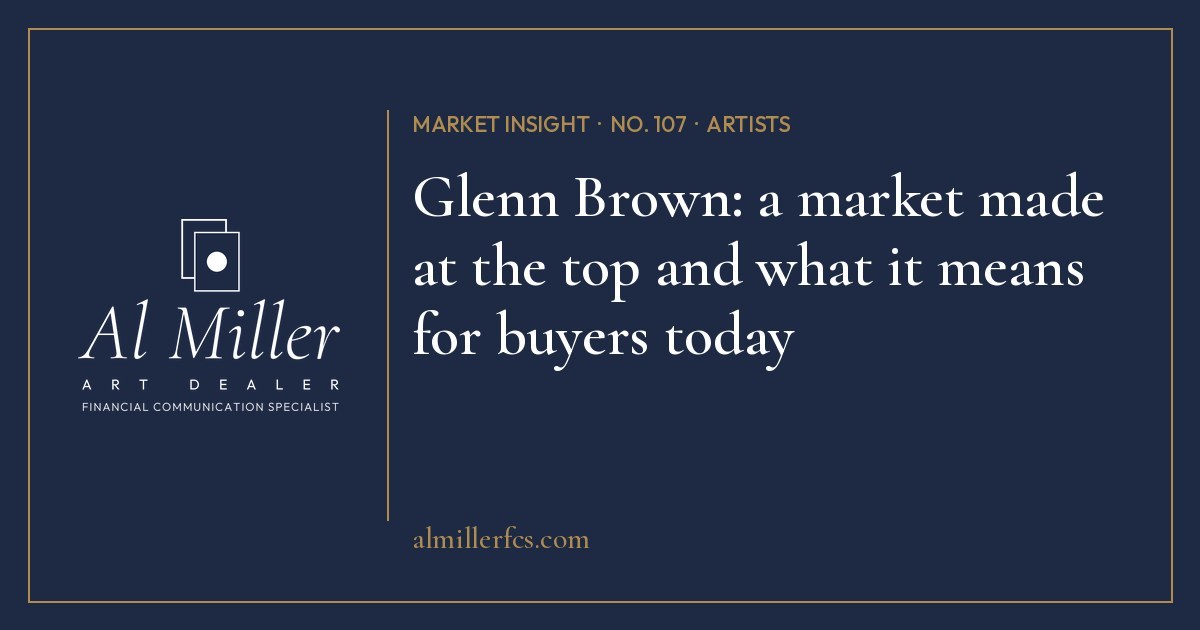 MARKET INSIGHT · NO. 107 · ARTISTS
Glenn Brown: a market made
at the top and what it means
for buyers today
Al Miller
ART DEALER
FINANCIAL COMMUNICATION SPECIALIST
almillerfcs.com